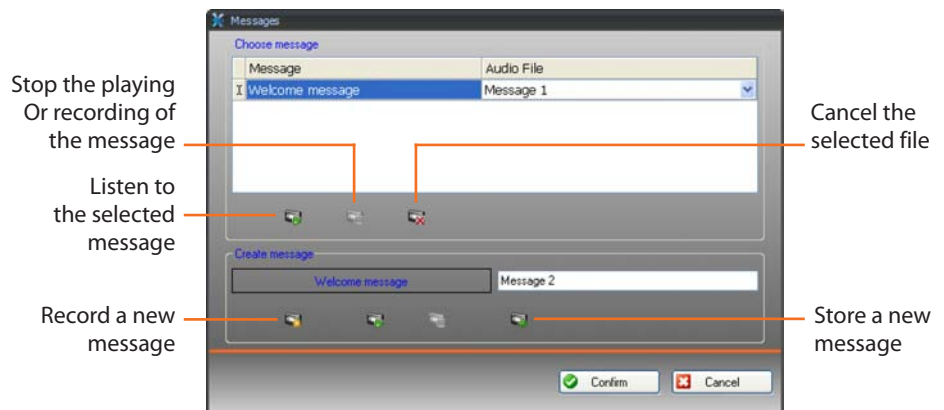 Messages
Choose message
Message Audio File
I Welcome message Message 1
Stop the playing
Or recording of
the message
Cancel the
selected file
Listen to
the selected
message
Create message
Welcome message Message 2
Record a new
message
Store a new
message
Confirm Cancel